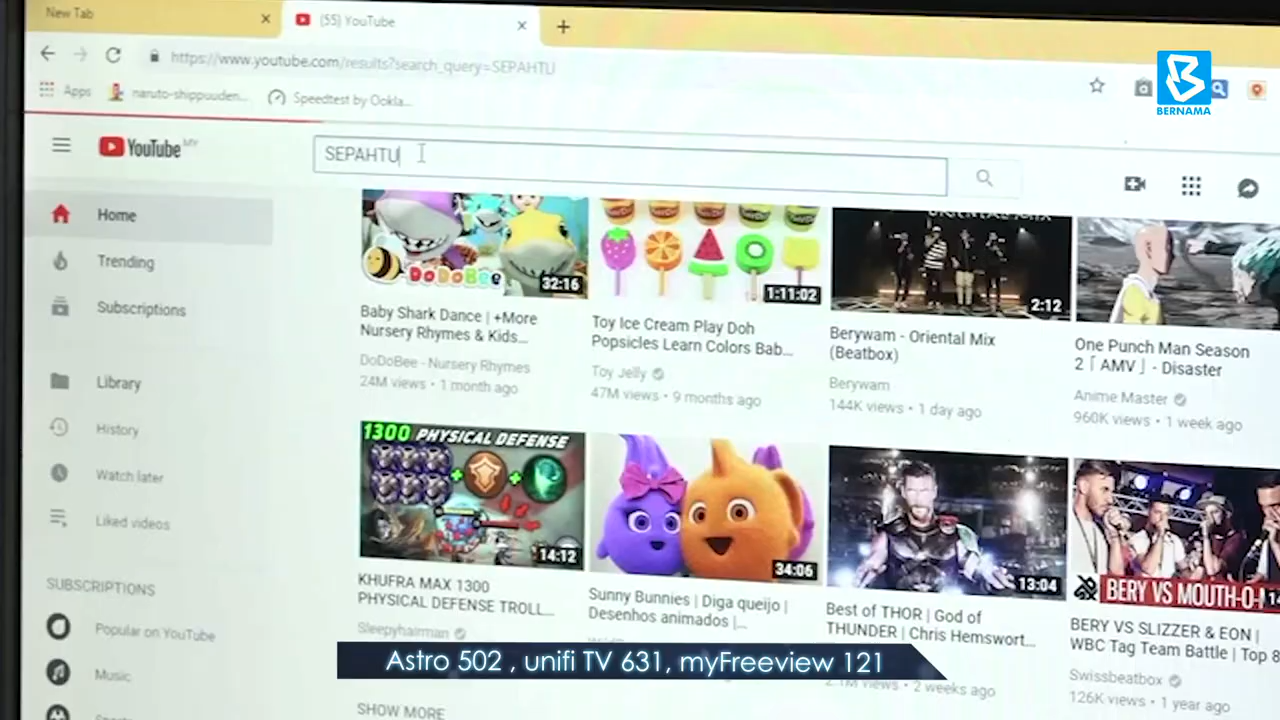 New Tab
(55) YouTube
https://www.youtube.com/results?search_query=SEPAHTU
Apps
naruto-shippuuden...
Speedtest by Ookla...
BERNAMA
YouTube MY
SEPAHTU
Home
Trending
Subscriptions
Library
History
Watch later
Liked videos
SUBSCRIPTIONS
Popular on YouTube
Music
DoDoBee
32:16
Baby Shark Dance | +More
Nursery Rhymes & Kids...
DoDoBee - Nursery Rhymes
24M views • 1 month ago
1:11:02
Toy Ice Cream Play Doh
Popsicles Learn Colors Bab...
Toy Jelly
47M views • 9 months ago
ORIENTAL MIX
2:12
Berywam - Oriental Mix
(Beatbox)
Berywam
144K views • 1 day ago
One Punch Man Season
2「 AMV 」- Disaster
Anime Master
960K views • 1 week ago
1300 PHYSICAL DEFENSE
14:12
KHUFRA MAX 1300
PHYSICAL DEFENSE TROLL...
Sleepyhairman
34:06
Sunny Bunnies | Diga queijo |
Desenhos animados |...
13:04
Best of THOR | God of
THUNDER | Chris Hemswort...
2.1M views • 2 weeks ago
BERY VS MOUTH-O-
BERY VS SLIZZER & EON |
WBC Tag Team Battle | Top 8
Swissbeatbox
126K views • 1 year ago
SHOW MORE
Astro 502 , unifi TV 631, myFreeview 121